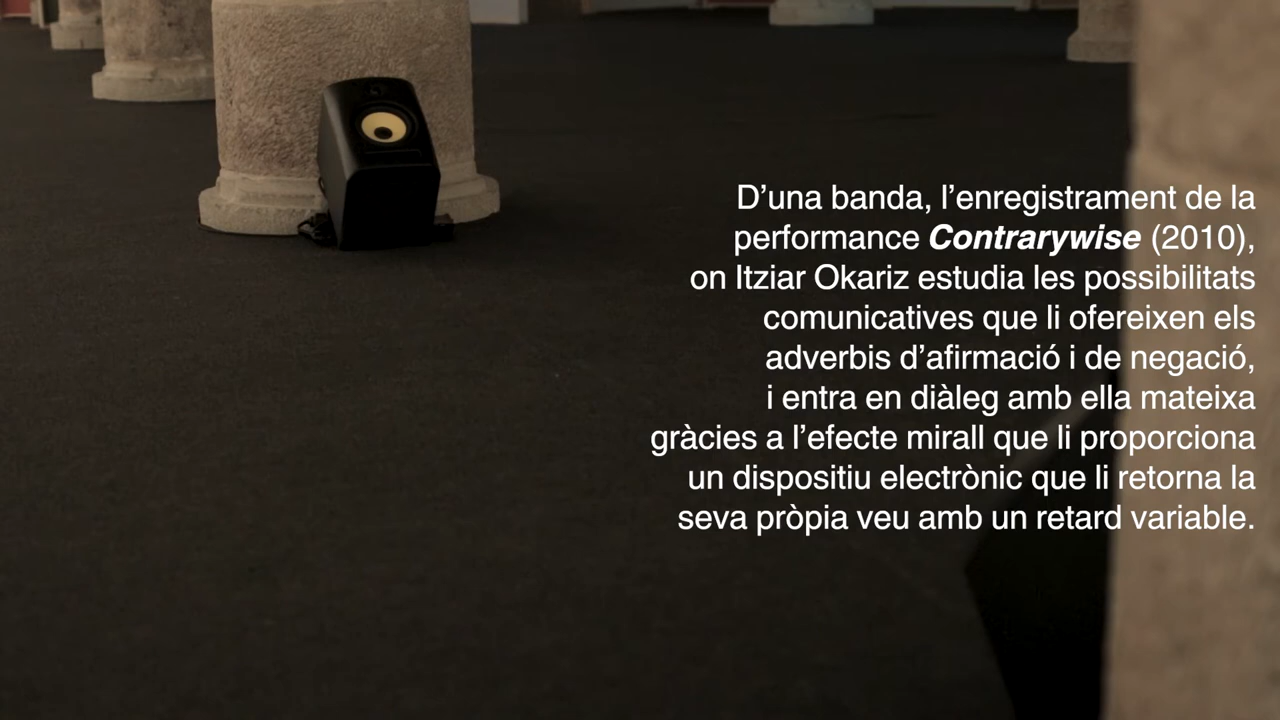 D’una banda, l’enregistrament de la
performance Contrarywise (2010),
on Itziar Okariz estudia les possibilitats
comunicatives que li ofereixen els
adverbis d’afirmació i de negació,
i entra en diàleg amb ella mateixa
gràcies a l’efecte mirall que li proporciona
un dispositiu electrònic que li retorna la
seva pròpia veu amb un retard variable.